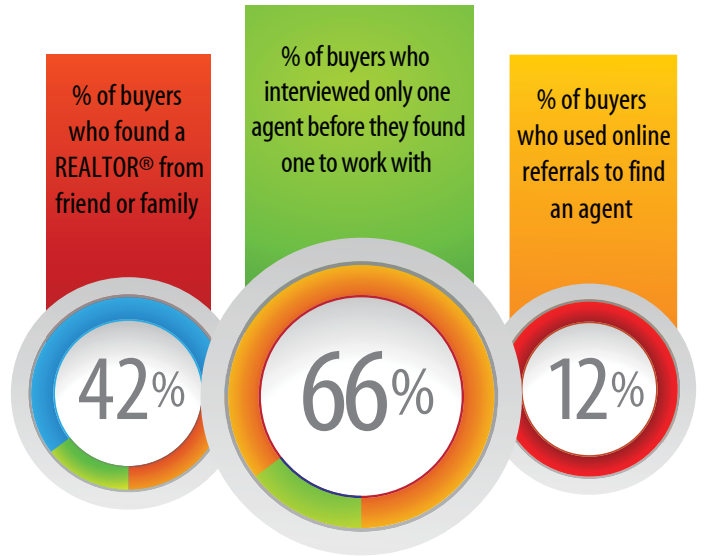 % of buyers
who found a
REALTOR® from
friend or family
42%
% of buyers who
interviewed only one
agent before they found
one to work with
66%
% of buyers
who used online
referrals to find
an agent
12%